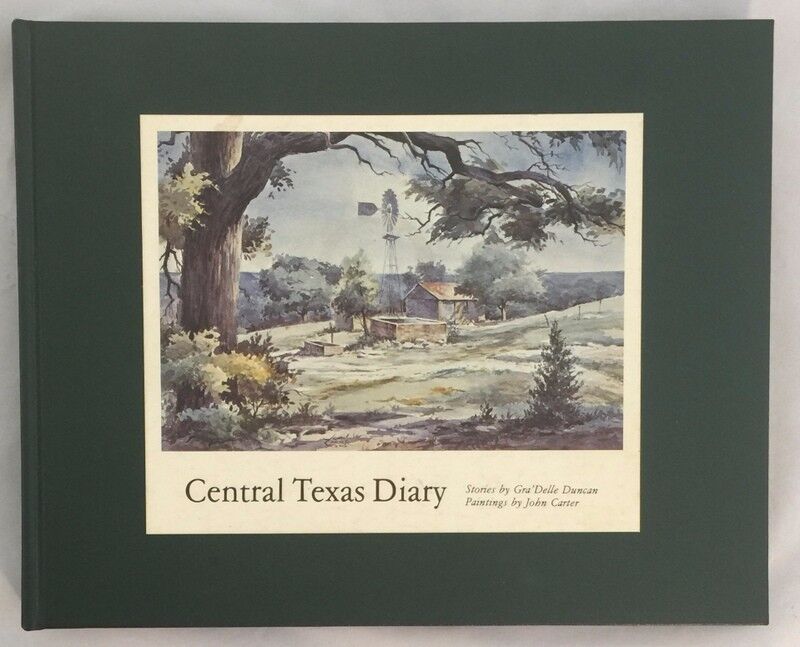 Central Texas Diary
Stories by Gra'Delle Duncan
Paintings by John Carter